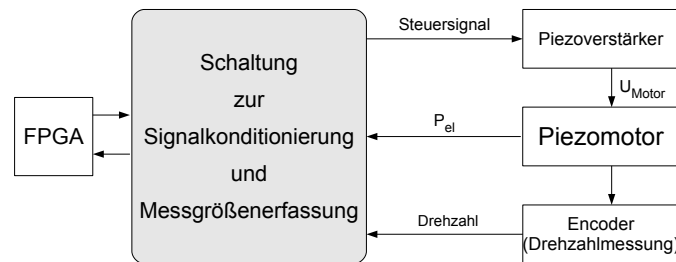 FPGA
Schaltung
zur
Signalkonditionierung
und
Messgrößenerfassung
Steuersignal
Piezoverstärker
U_Motor
P_el
Piezomotor
Drehzahl
Encoder
(Drehzahlmessung)